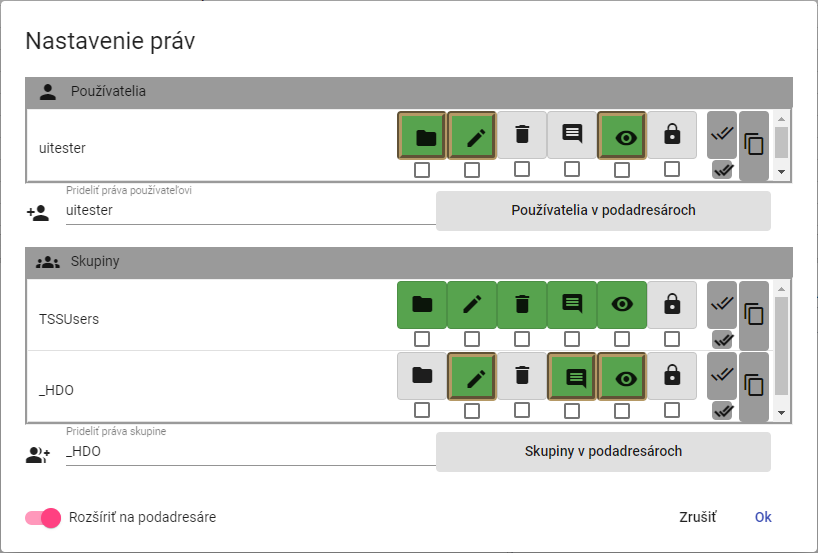 Nastavenie práv
Používatelia
uitester
Prideliť práva používateľovi
uitester
Používatelia v podadresároch
Skupiny
TSSUsers
_HDO
Prideliť práva skupine
_HDO
Skupiny v podadresároch
Rozšíriť na podadresáre
Zrušiť
Ok